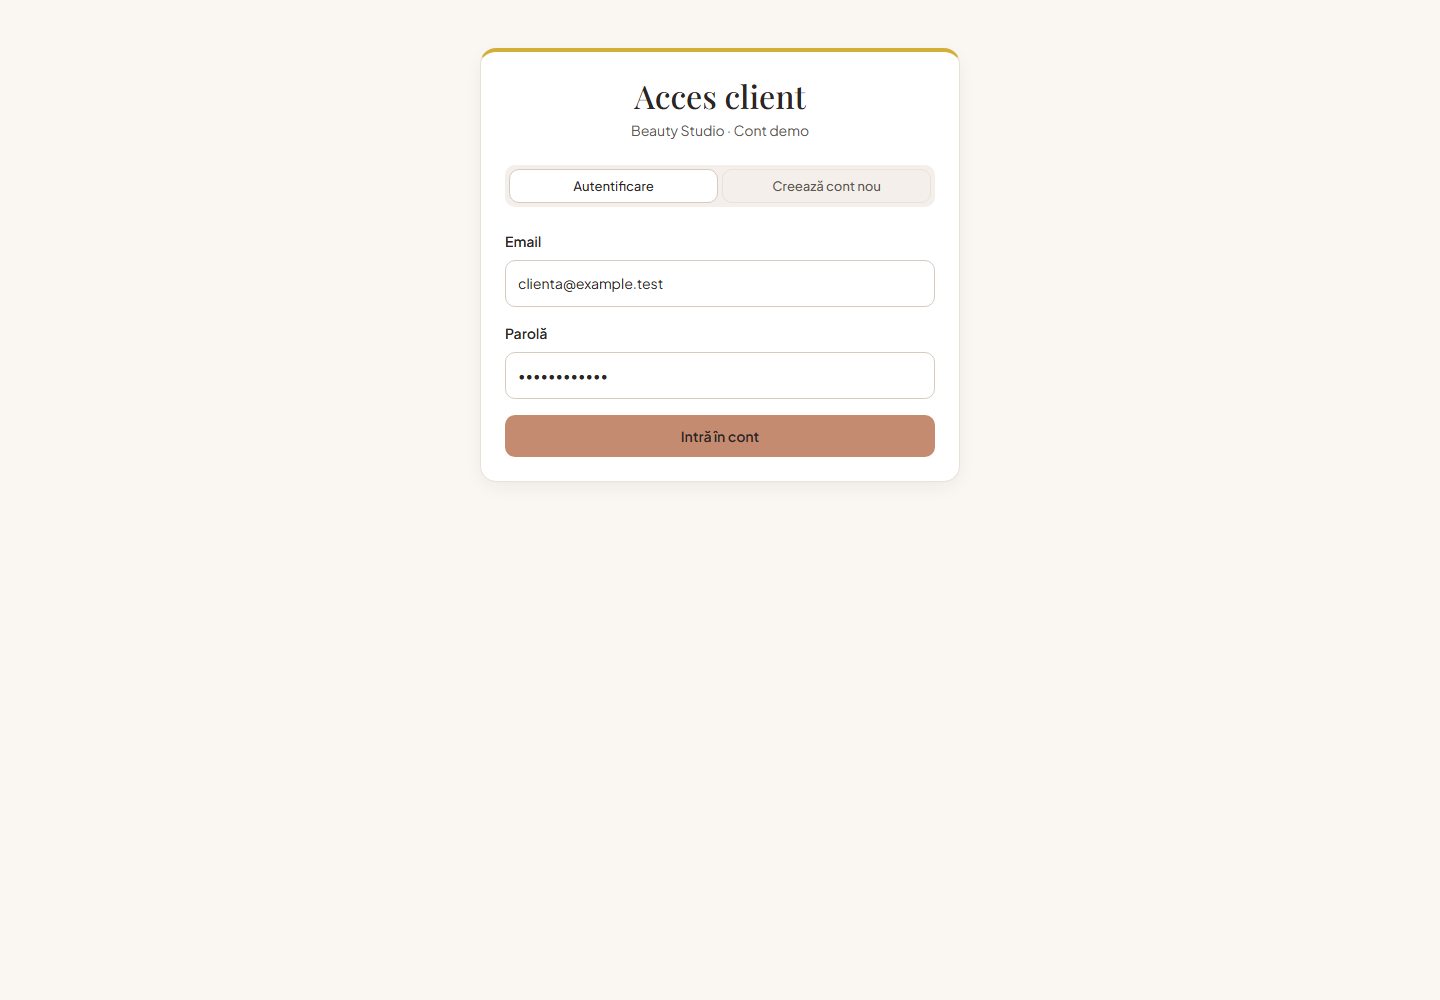 Acces client
Beauty Studio · Cont demo
Autentificare
Creează cont nou
Email
clienta@example.test
Parolă
••••••••••••
Intră în cont